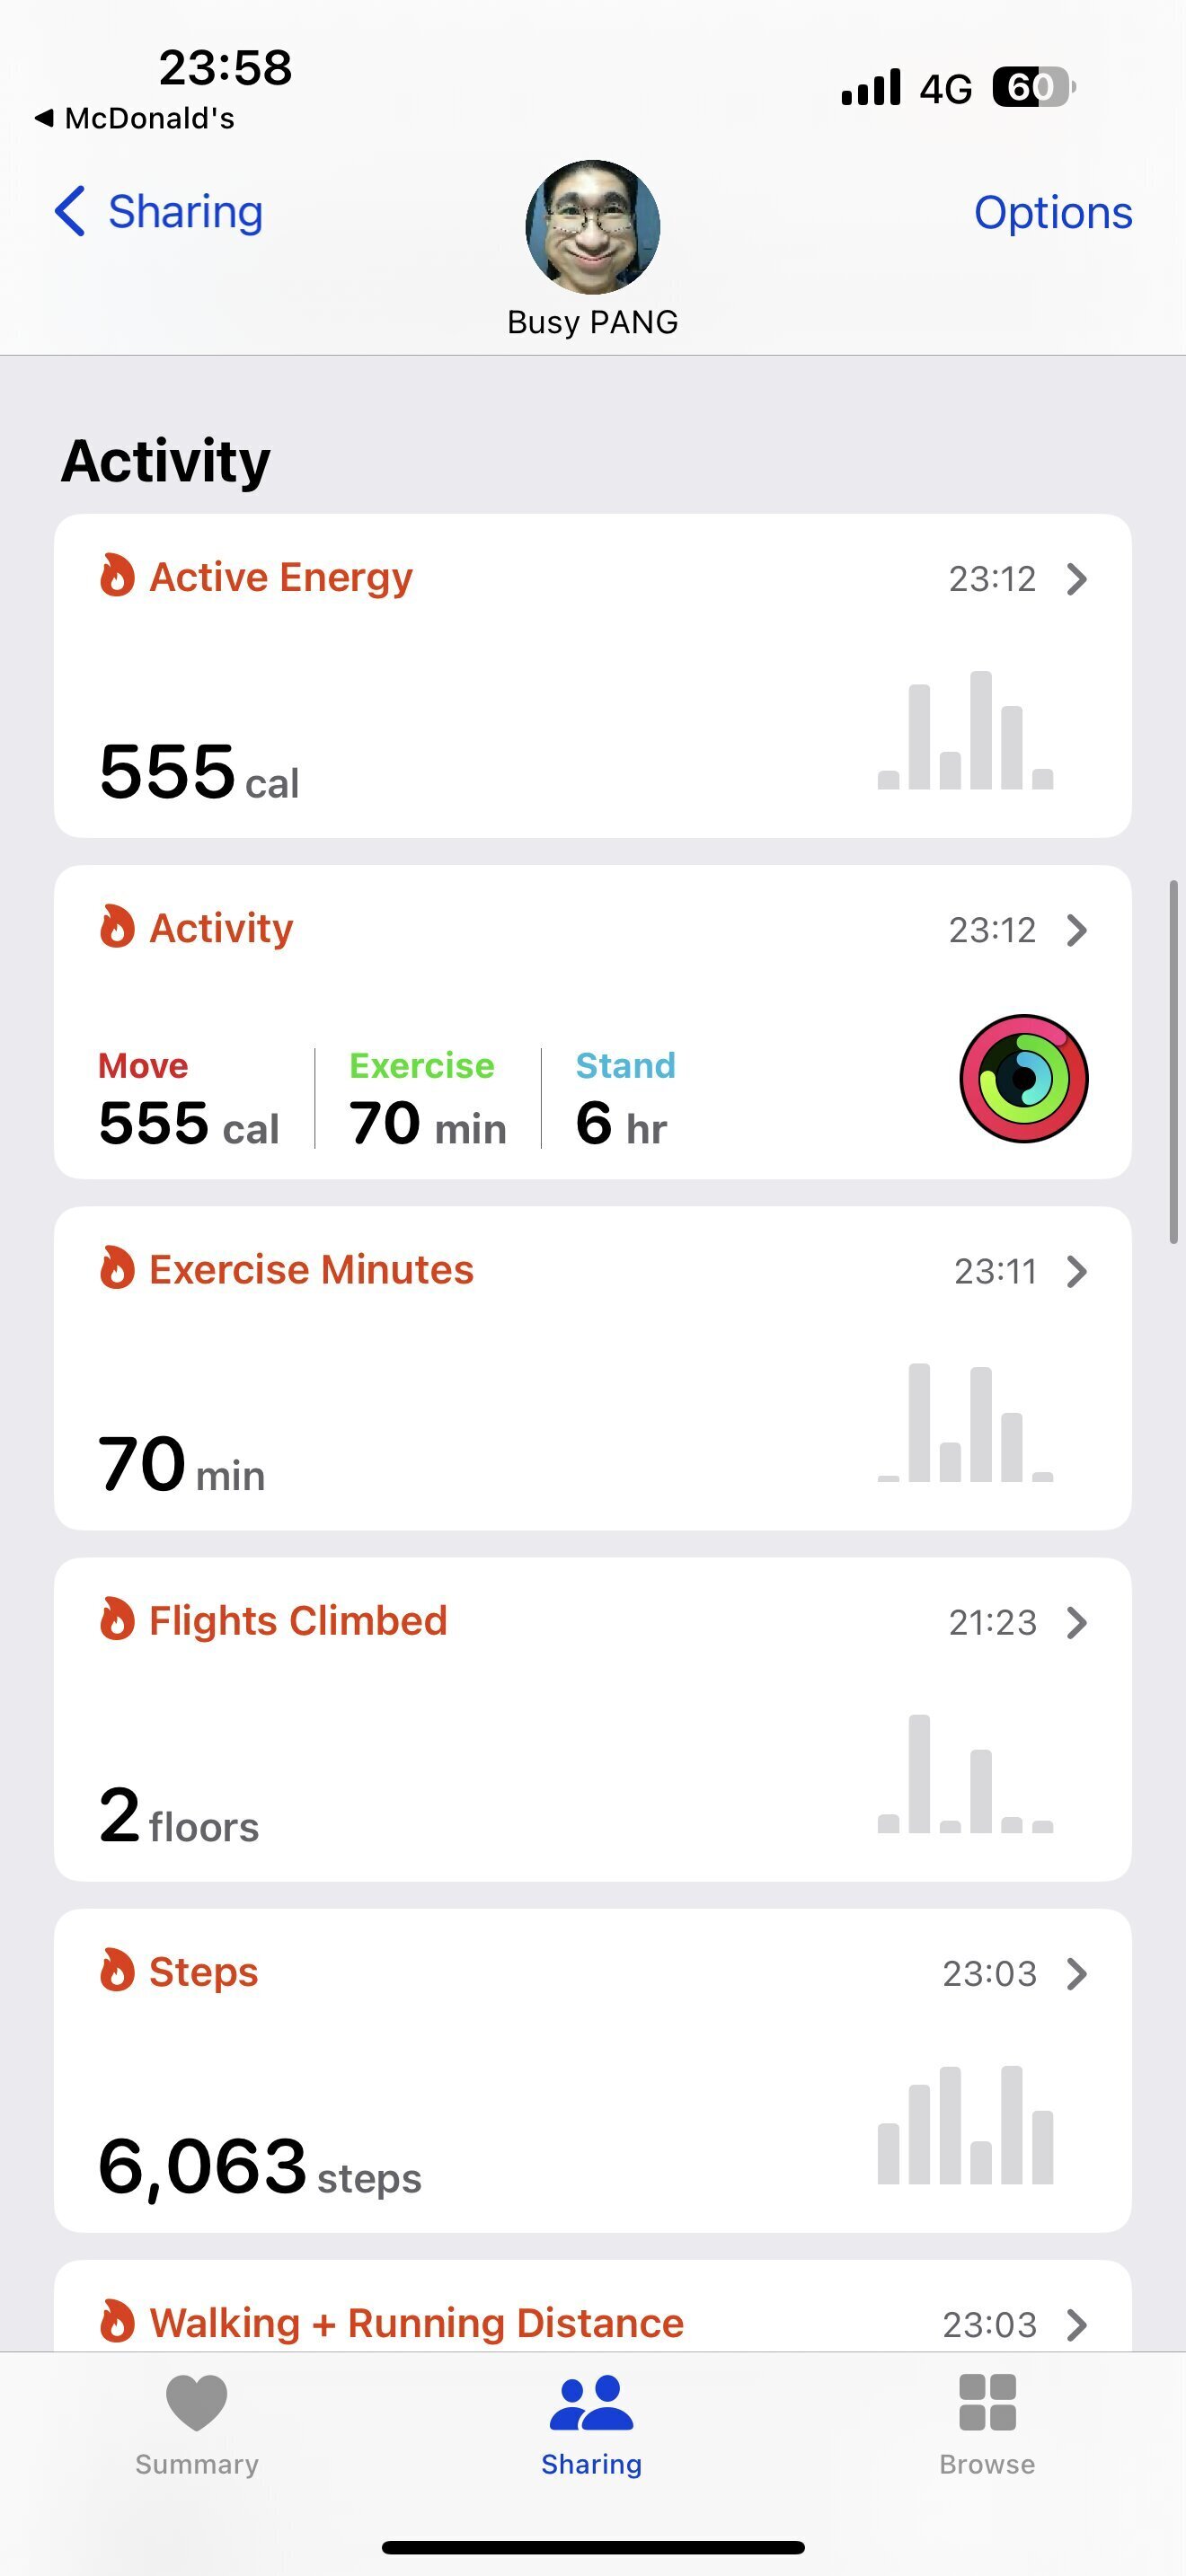 23:58
4G 60
◀ McDonald's
Sharing
Options
Busy PANG
Activity
Active Energy 23:12
555 cal
Activity 23:12
Move Exercise Stand
555 cal 70 min 6 hr
Exercise Minutes 23:11
70 min
Flights Climbed 21:23
2 floors
Steps 23:03
6,063 steps
Walking + Running Distance 23:03
Summary Sharing Browse